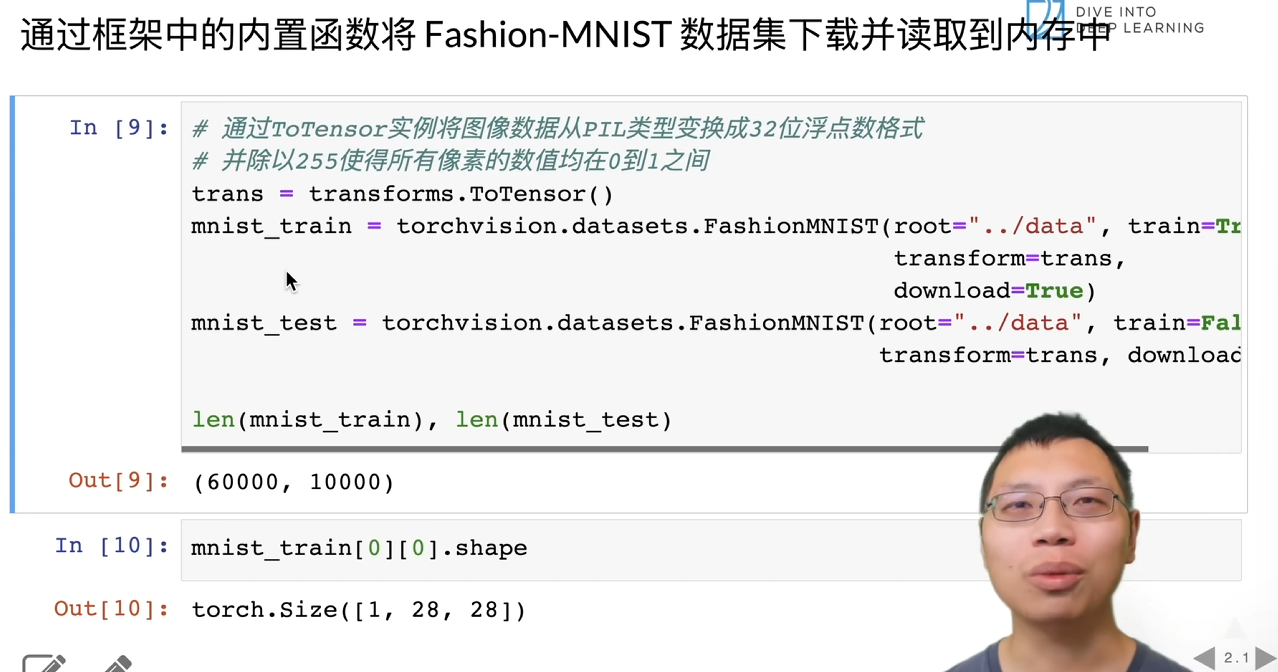 通过框架中的内置函数将 Fashion-MNIST 数据集下载并读取到内存中
DIVE INTO
DEEP LEARNING
In [9]:
# 通过ToTensor实例将图像数据从PIL类型变换成32位浮点数格式
# 并除以255使得所有像素的数值均在0到1之间
trans = transforms.ToTensor()
mnist_train = torchvision.datasets.FashionMNIST(root="../data", train=Tr
transform=trans,
download=True)
mnist_test = torchvision.datasets.FashionMNIST(root="../data", train=Fal
transform=trans, download
len(mnist_train), len(mnist_test)
Out[9]: (60000, 10000)
In [10]: mnist_train[0][0].shape
Out[10]: torch.Size([1, 28, 28])
2.1